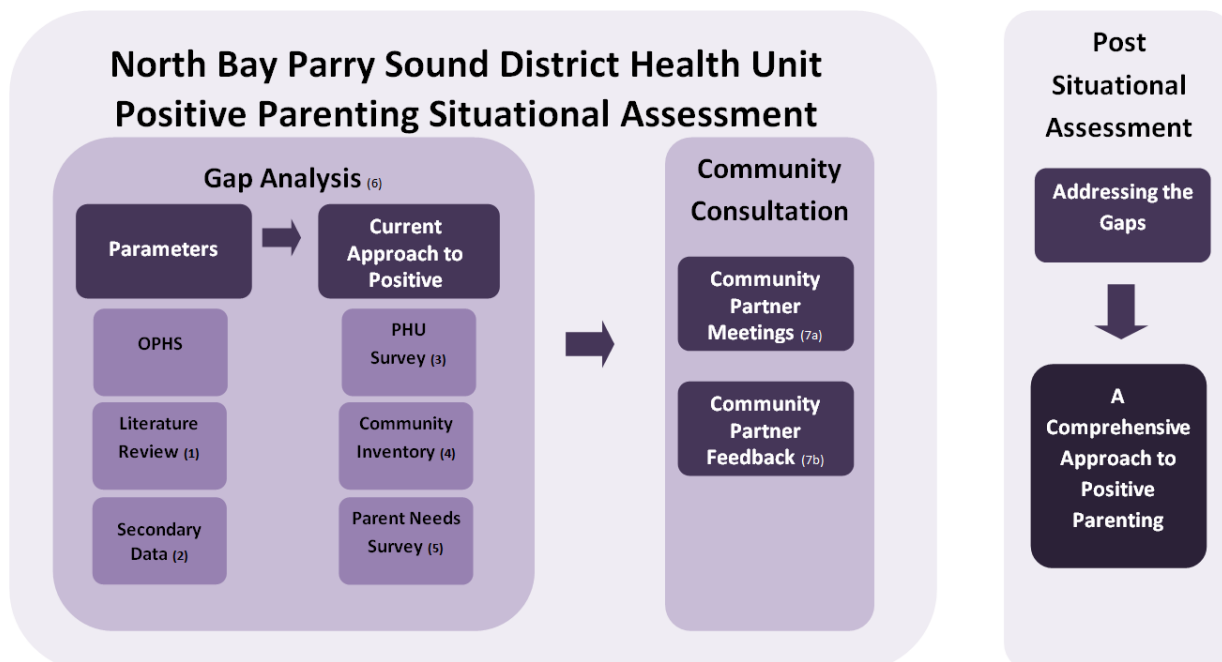 North Bay Parry Sound District Health Unit
Positive Parenting Situational Assessment
Gap Analysis (6)
Parameters
OPHS
Literature
Review (1)
Secondary
Data (2)
Current
Approach to
Positive
PHU
Survey (3)
Community
Inventory (4)
Parent Needs
Survey (5)
Community
Consultation
Community
Partner
Meetings (7a)
Community
Partner
Feedback (7b)
Post
Situational
Assessment
Addressing the
Gaps
A
Comprehensive
Approach to
Positive
Parenting